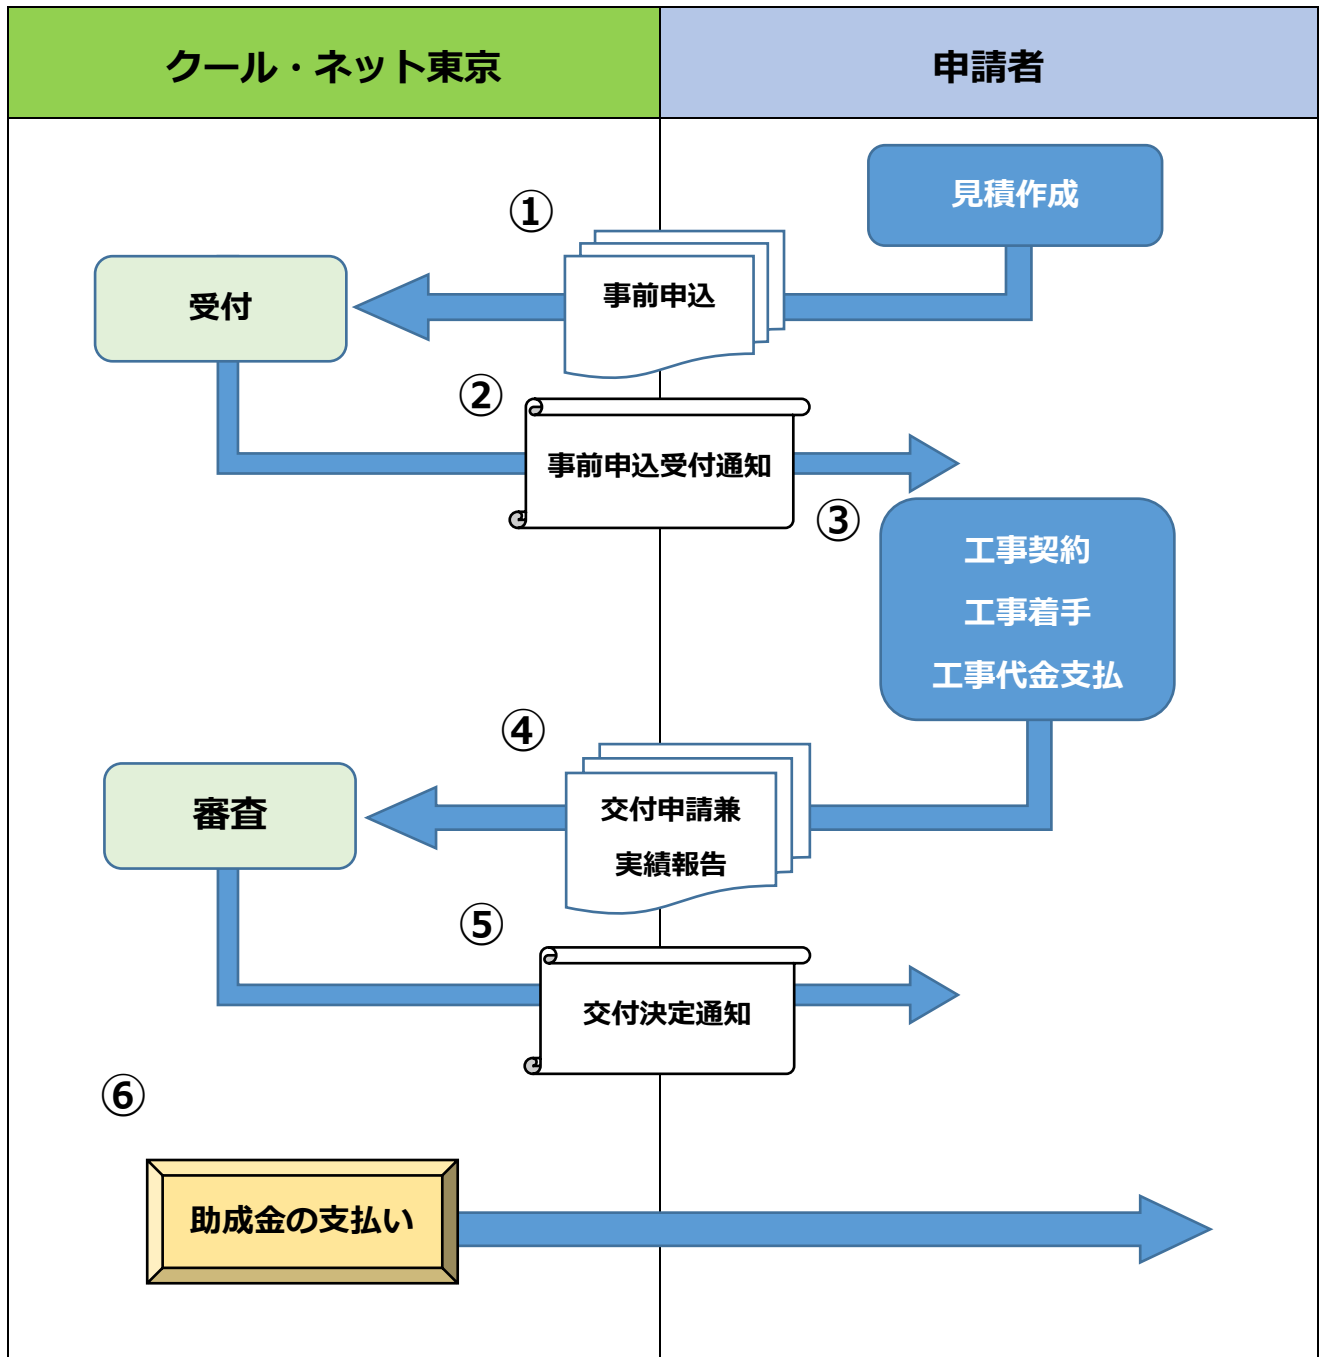 クール・ネット東京
申請者
見積作成
①
事前申込
受付
②
事前申込受付通知
③
工事契約
工事着手
工事代金支払
④
交付申請兼
実績報告
審査
⑤
交付決定通知
⑥
助成金の支払い